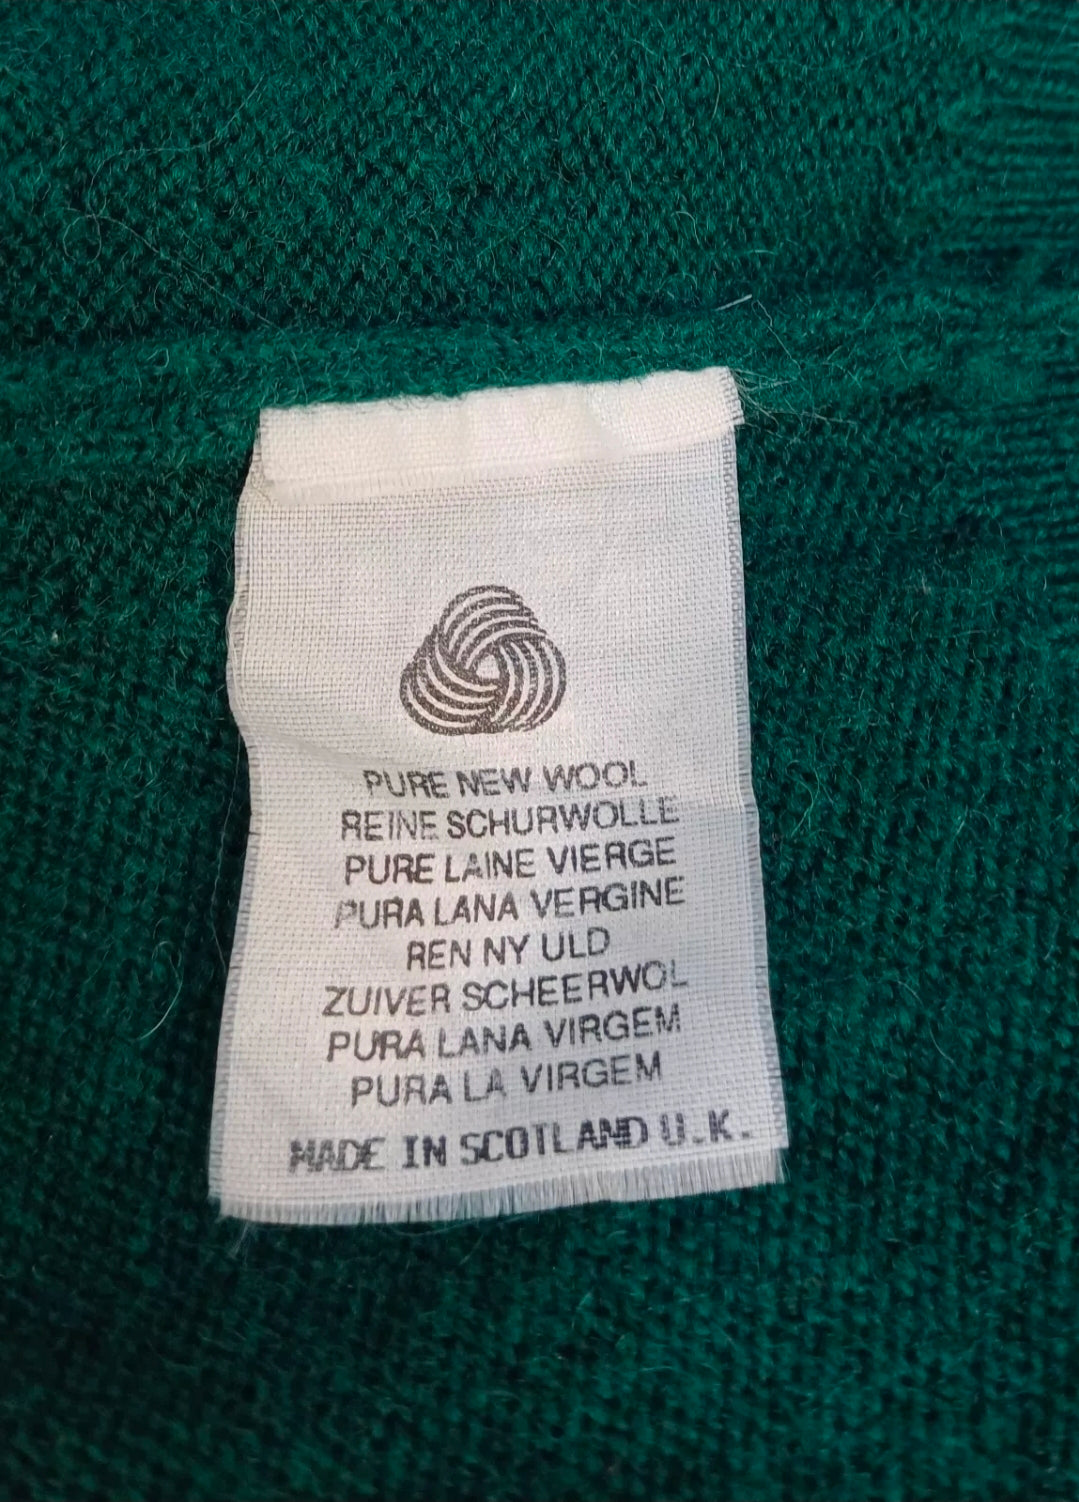 PURE NEW WOOL
REINE SCHURWOLLE
PURE LAINE VIERGE
PURA LANA VERGINE
REN NY ULD
ZUIVER SCHEERWOL
PURA LANA VIRGEM
PURA LA VIRGEM
MADE IN SCOTLAND U.K.